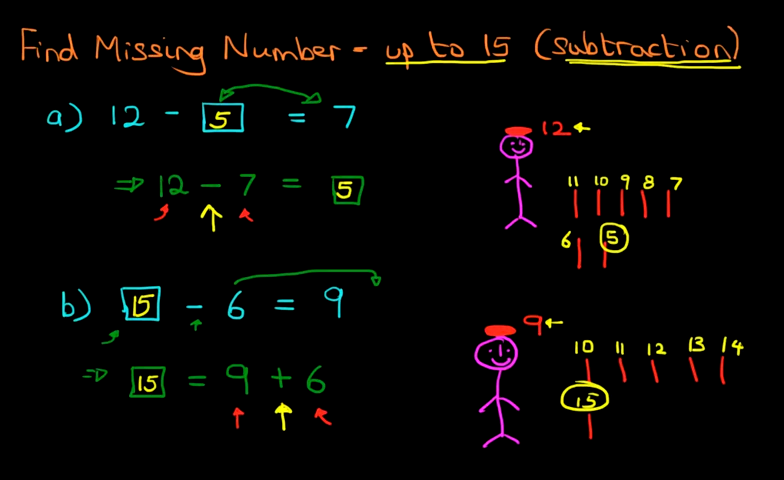 Find Missing Number - up to 15 (subtraction)
a) 12 - 5 = 7
⇒ 12 - 7 = 5
12
11 10 9 8 7
6 5
b) 15 - 6 = 9
⇒ 15 = 9 + 6
9
10 11 12 13 14
15